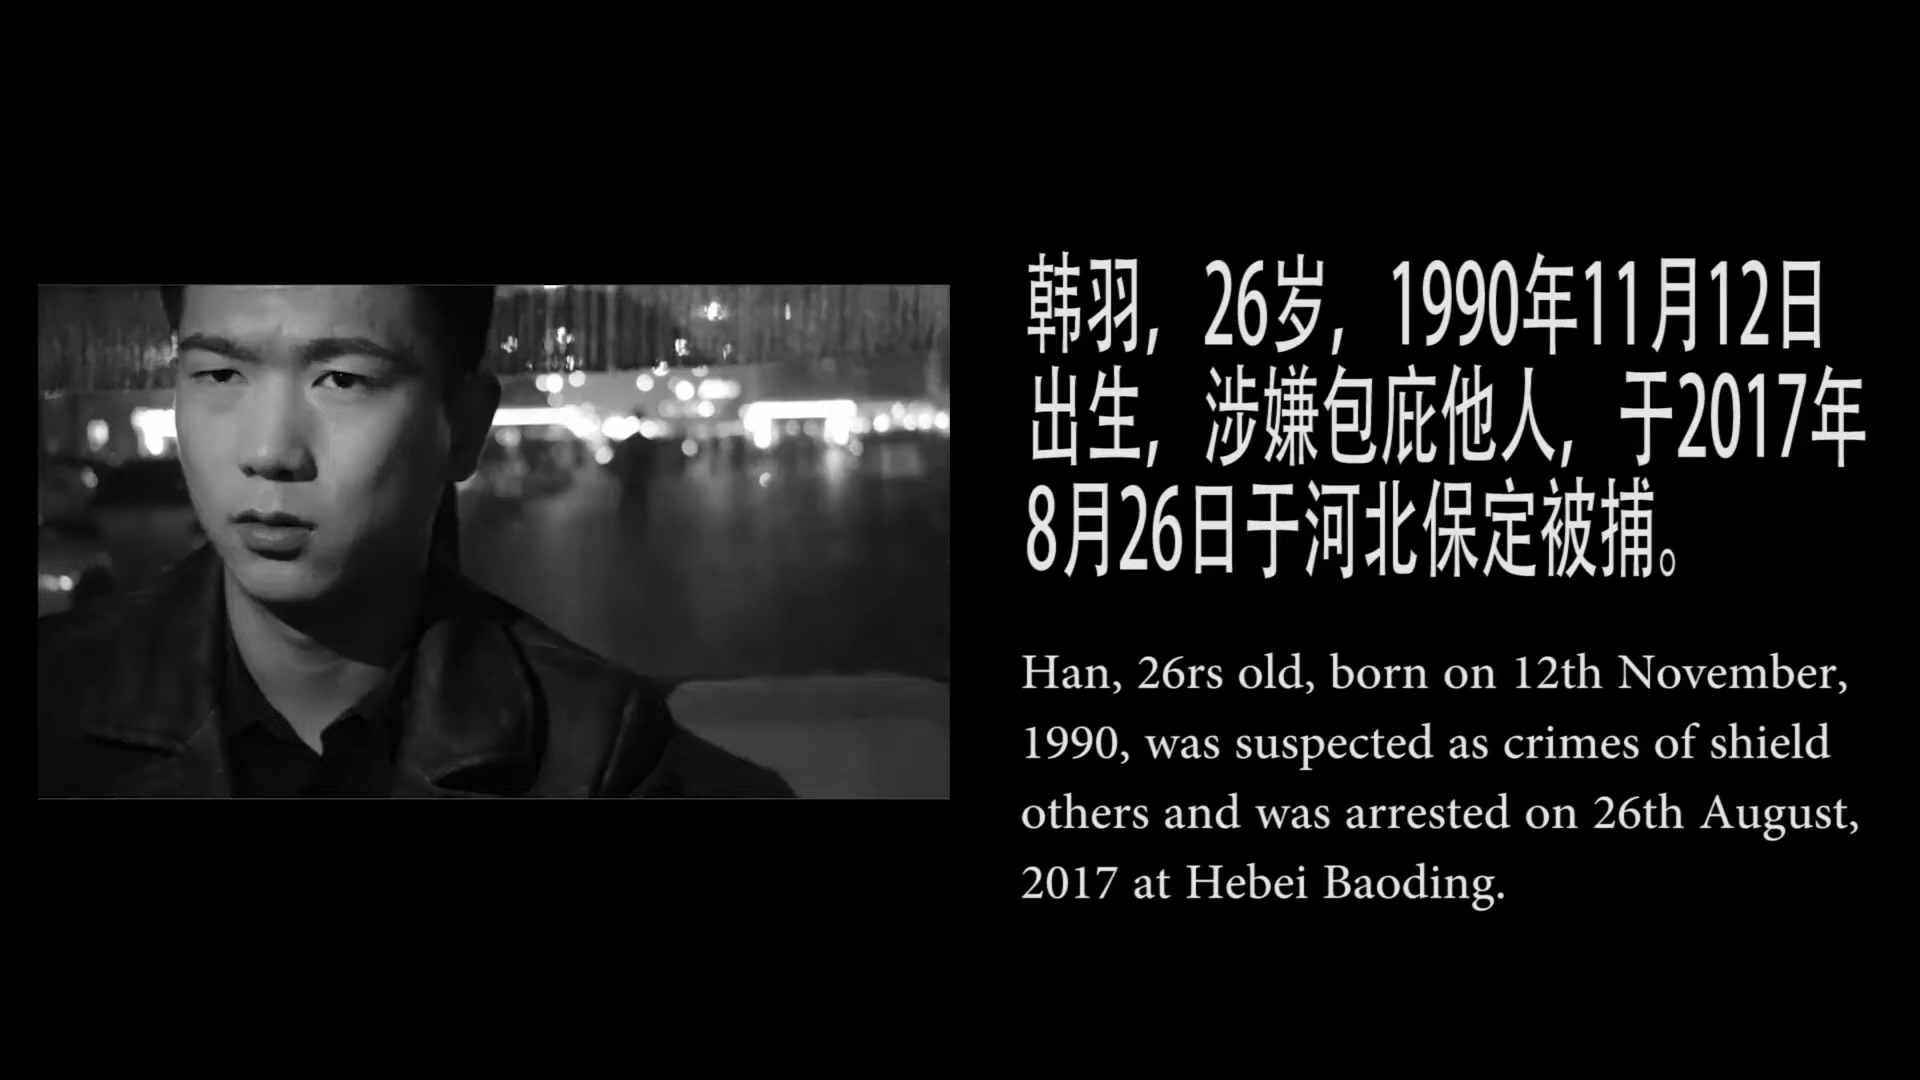 韩羽，26岁，1990年11月12日
出生，涉嫌包庇他人，于2017年
8月26日于河北保定被捕。
Han, 26rs old, born on 12th November,
1990, was suspected as crimes of shield
others and was arrested on 26th August,
2017 at Hebei Baoding.